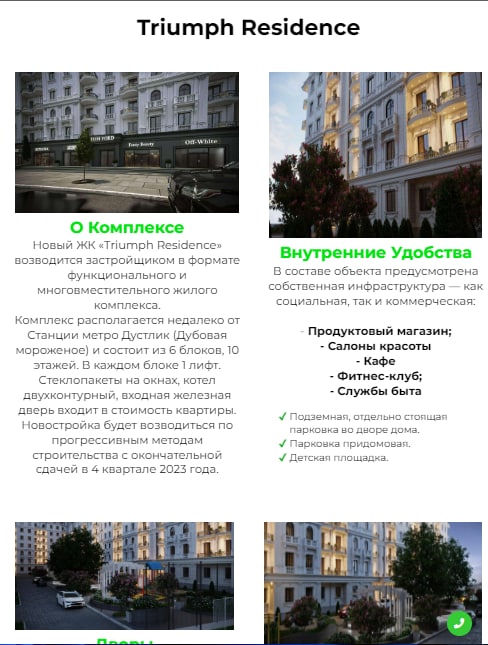 Triumph Residence
TOM FORD
Fenty Beauty
Off-White
О Комплексе
Новый ЖК «Triumph Residence»
возводится застройщиком в формате
функционального и
многовместительного жилого
комплекса.
Комплекс располагается недалеко от
Станции метро Дустлик (Дубовая
мороженое) и состоит из 6 блоков, 10
этажей. В каждом блоке 1 лифт.
Стеклопакеты на окнах, котел
двухконтурный, входная железная
дверь входит в стоимость квартиры.
Новостройка будет возводиться по
прогрессивным методам
строительства с окончательной
сдачей в 4 квартале 2023 года.
Внутренние Удобства
В составе объекта предусмотрена
собственная инфраструктура — как
социальная, так и коммерческая:
- Продуктовый магазин;
- Салоны красоты
- Кафе
- Фитнес-клуб;
- Службы быта
✓ Подземная, отдельно стоящая
парковка во дворе дома.
✓ Парковка придомовая.
✓ Детская площадка.
Дворы